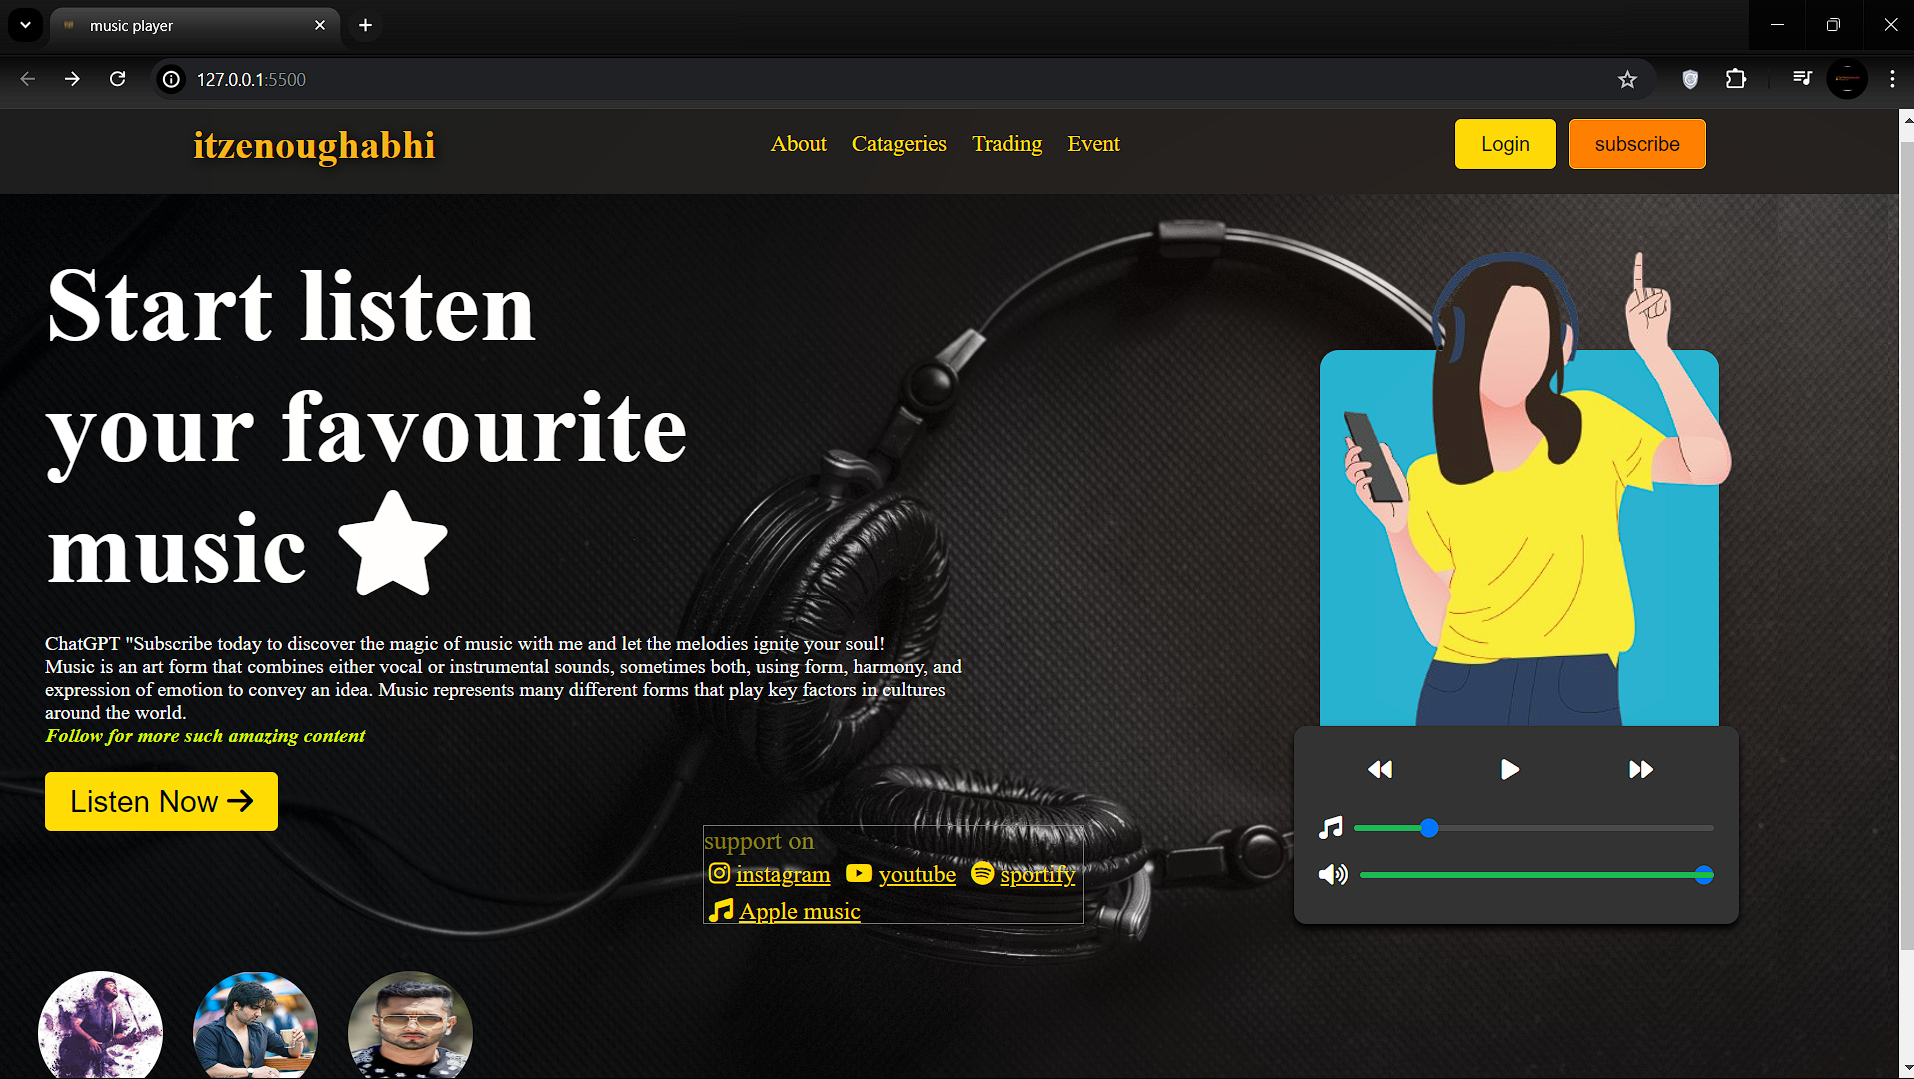 music player
127.0.0.1:5500
itzenoughabhi
About Catageries Trading Event
Login subscribe
Start listen
your favourite
music
ChatGPT "Subscribe today to discover the magic of music with me and let the melodies ignite your soul!
Music is an art form that combines either vocal or instrumental sounds, sometimes both, using form, harmony, and
expression of emotion to convey an idea. Music represents many different forms that play key factors in cultures
around the world.
Follow for more such amazing content
Listen Now
support on
instagram youtube sportify
Apple music